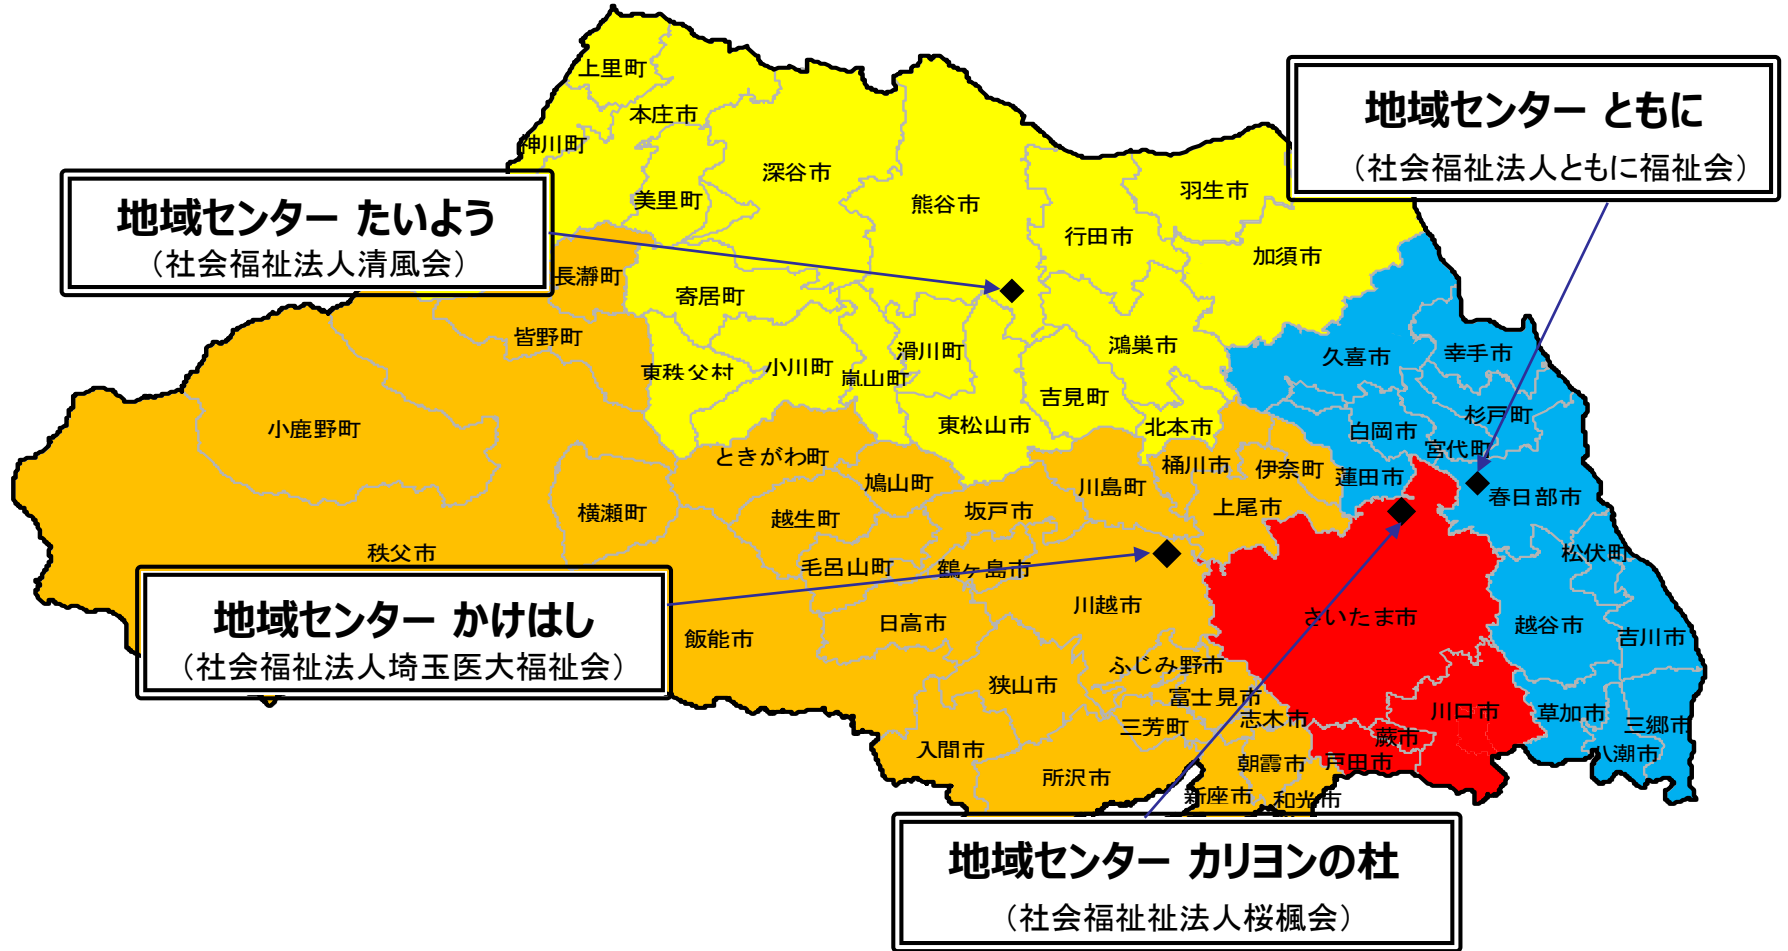 上里町
本庄市
神川町
地域センター ともに
(社会福祉法人ともに福祉会)
深谷市
美里町
熊谷市
羽生市
行田市
地域センター たいよう
(社会福祉法人清風会)
加須市
長瀞町
寄居町
皆野町
滑川町
鴻巣市
久喜市
幸手市
東秩父村
小川町
嵐山町
吉見町
小鹿野町
東松山市
北本市
白岡市
杉戸町
宮代町
ときがわ町
桶川市
伊奈町
蓮田市
鳩山町
川島町
春日部市
横瀬町
越生町
坂戸市
上尾市
秩父市
毛呂山町
鶴ヶ島市
松伏町
地域センター かけはし
(社会福祉法人埼玉医大福祉会)
飯能市
日高市
川越市
さいたま市
越谷市
吉川市
ふじみ野市
狭山市
富士見市
三芳町
志木市
川口市
草加市
三郷市
入間市
蕨市
戸田市
八潮市
所沢市
朝霞市
新座市
和光市
地域センター カリヨンの杜
(社会福祉祉法人桜楓会)